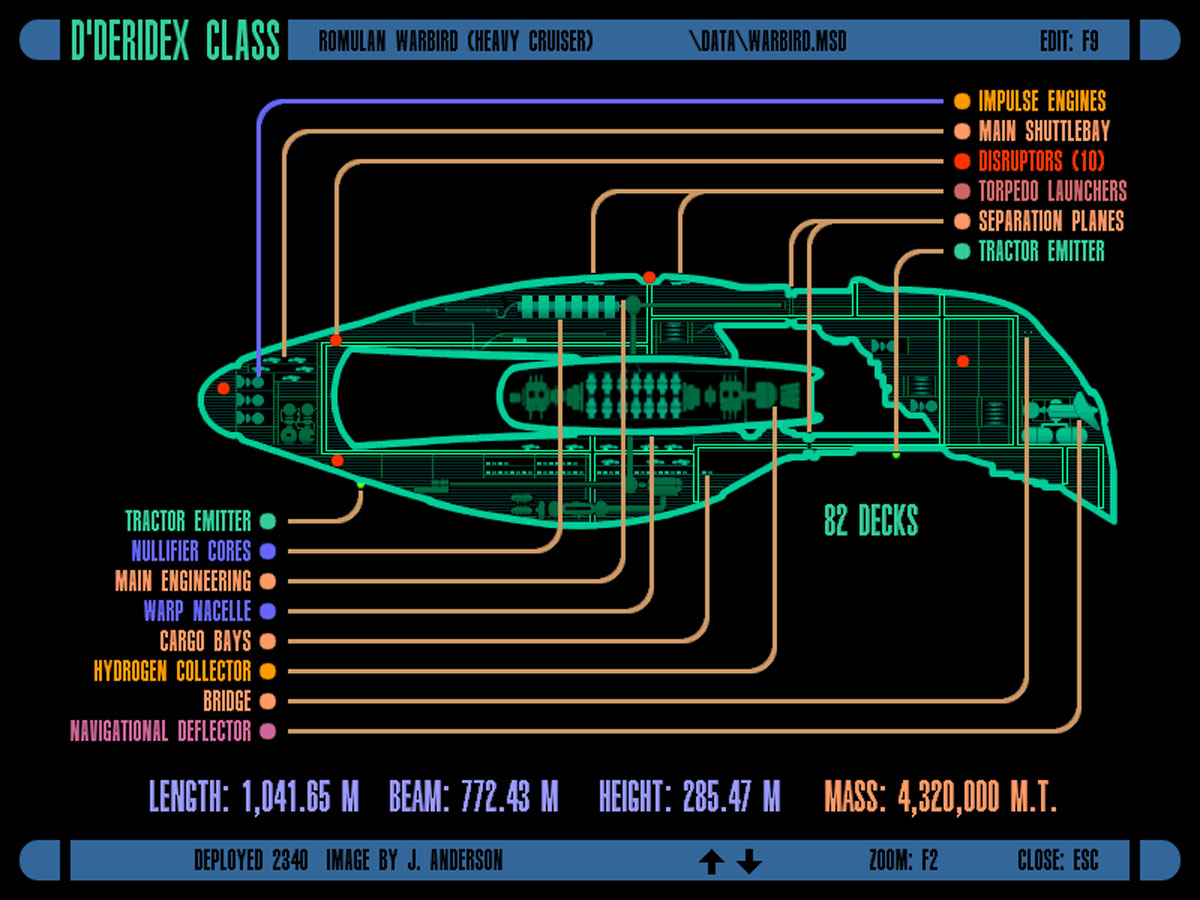 D'DERIDEX CLASS
ROMULAN WARBIRD (HEAVY CRUISER) \DATA\WARBIRD.MSD EDIT: F9
IMPULSE ENGINES
MAIN SHUTTLEBAY
DISRUPTORS (10)
TORPEDO LAUNCHERS
SEPARATION PLANES
TRACTOR EMITTER
82 DECKS
TRACTOR EMITTER
NULLIFIER CORES
MAIN ENGINEERING
WARP NACELLE
CARGO BAYS
HYDROGEN COLLECTOR
BRIDGE
NAVIGATIONAL DEFLECTOR
LENGTH: 1,041.65 M BEAM: 772.43 M HEIGHT: 285.47 M MASS: 4,320,000 M.T.
DEPLOYED 2340 IMAGE BY J. ANDERSON ZOOM: F2 CLOSE: ESC